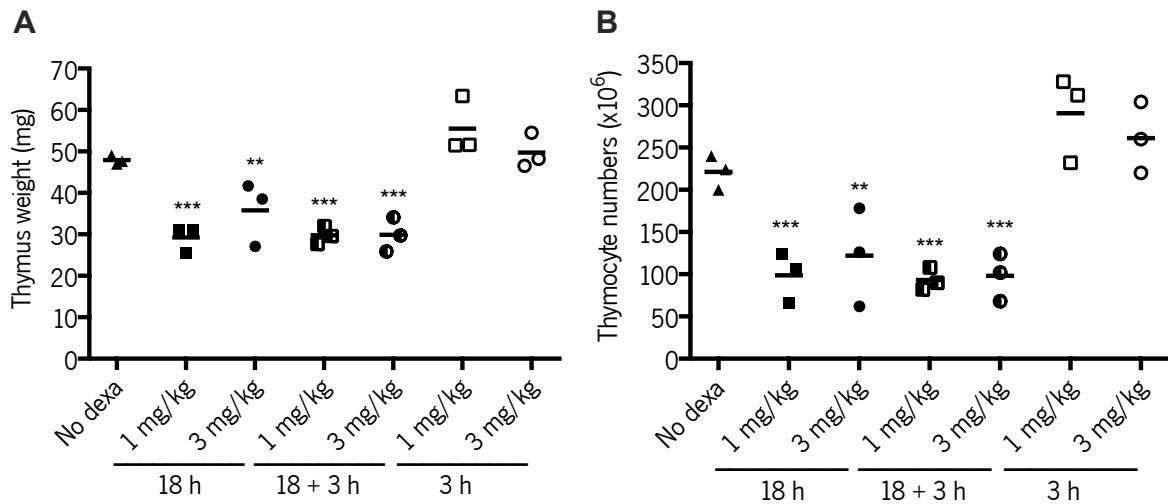 A
Thymus weight (mg)
70
60
50
40
30
20
10
0
***
**
***
***
No dexa
1 mg/kg
3 mg/kg
1 mg/kg
3 mg/kg
1 mg/kg
3 mg/kg
18 h
18 + 3 h
3 h
B
Thymocyte numbers (x10⁶)
350
300
250
200
150
100
50
0
***
**
***
***
No dexa
1 mg/kg
3 mg/kg
1 mg/kg
3 mg/kg
1 mg/kg
3 mg/kg
18 h
18 + 3 h
3 h